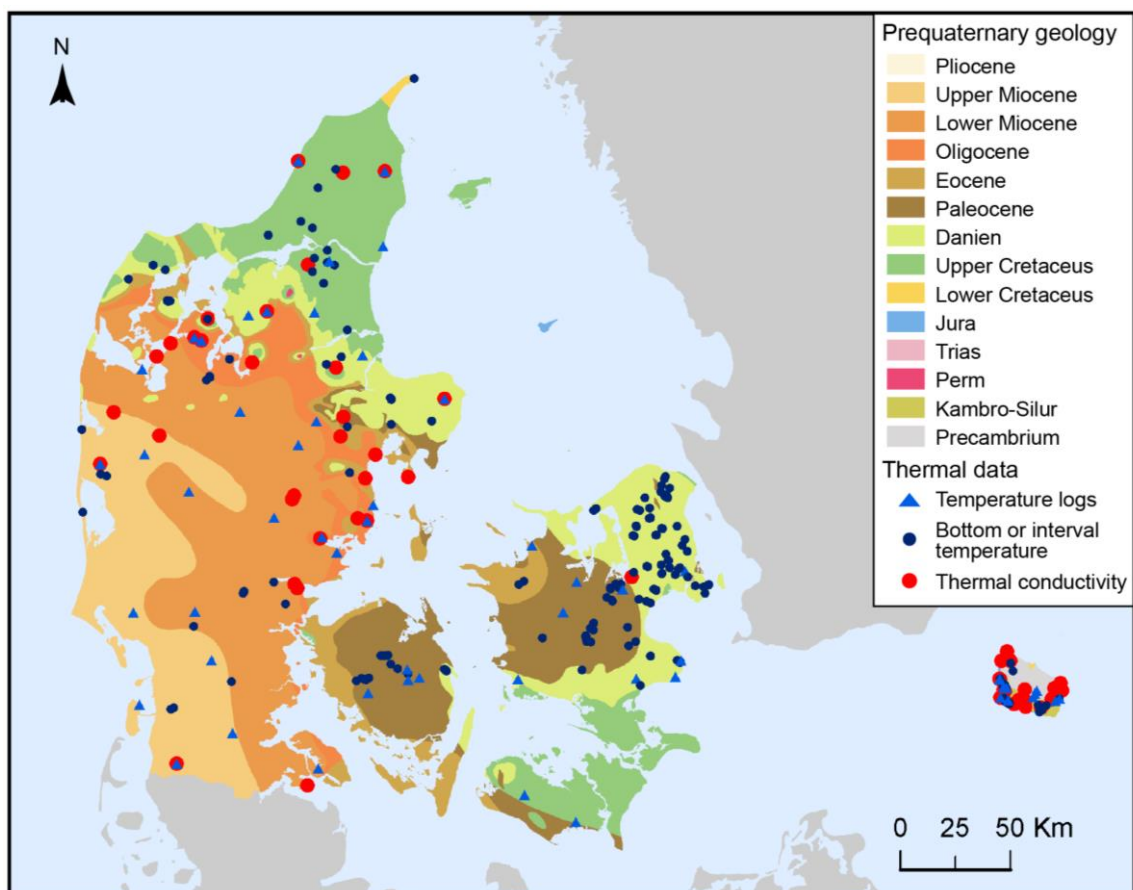 N
Prequaternary geology
Pliocene
Upper Miocene
Lower Miocene
Oligocene
Eocene
Paleocene
Danien
Upper Cretaceus
Lower Cretaceus
Jura
Trias
Perm
Kambro-Silur
Precambrium
Thermal data
Temperature logs
Bottom or interval
temperature
Thermal conductivity
0 25 50 Km